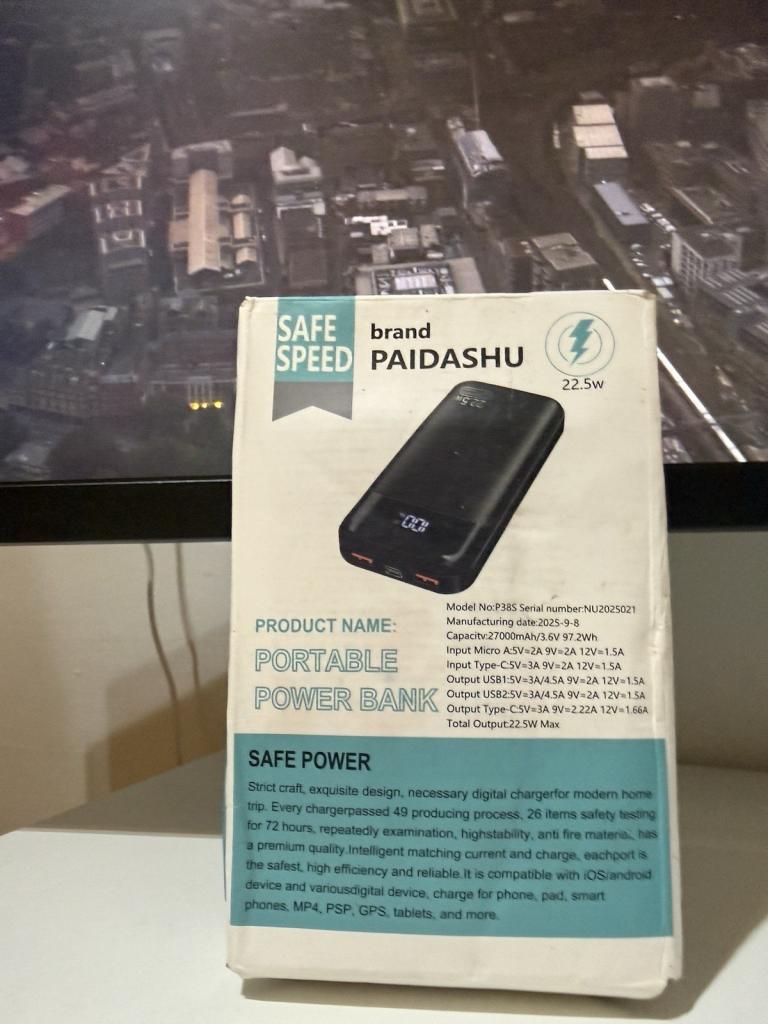 SAFE
SPEED
brand
PAIDASHU
22.5w
22.5W
00
Model No:P38S Serial number:NU2025021
Manufacturing date:2025-9-8
Capacity:27000mAh/3.6V 97.2Wh
Input Micro A:5V=2A 9V=2A 12V=1.5A
Input Type-C:5V=3A 9V=2A 12V=1.5A
Output USB1:5V=3A/4.5A 9V=2A 12V=1.5A
Output USB2:5V=3A/4.5A 9V=2A 12V=1.5A
Output Type-C:5V=3A 9V=2.22A 12V=1.66A
Total Output:22.5W Max
PRODUCT NAME:
PORTABLE
POWER BANK
SAFE POWER
Strict craft, exquisite design, necessary digital chargerfor modern home
trip. Every chargerpassed 49 producing process, 26 items safety testing
for 72 hours, repeatedly examination, highstability, anti fire material, has
a premium quality.Intelligent matching current and charge, eachport is
the safest, high efficiency and reliable.It is compatible with iOS/android
device and variousdigital device, charge for phone, pad, smart
phones, MP4, PSP, GPS, tablets, and more.